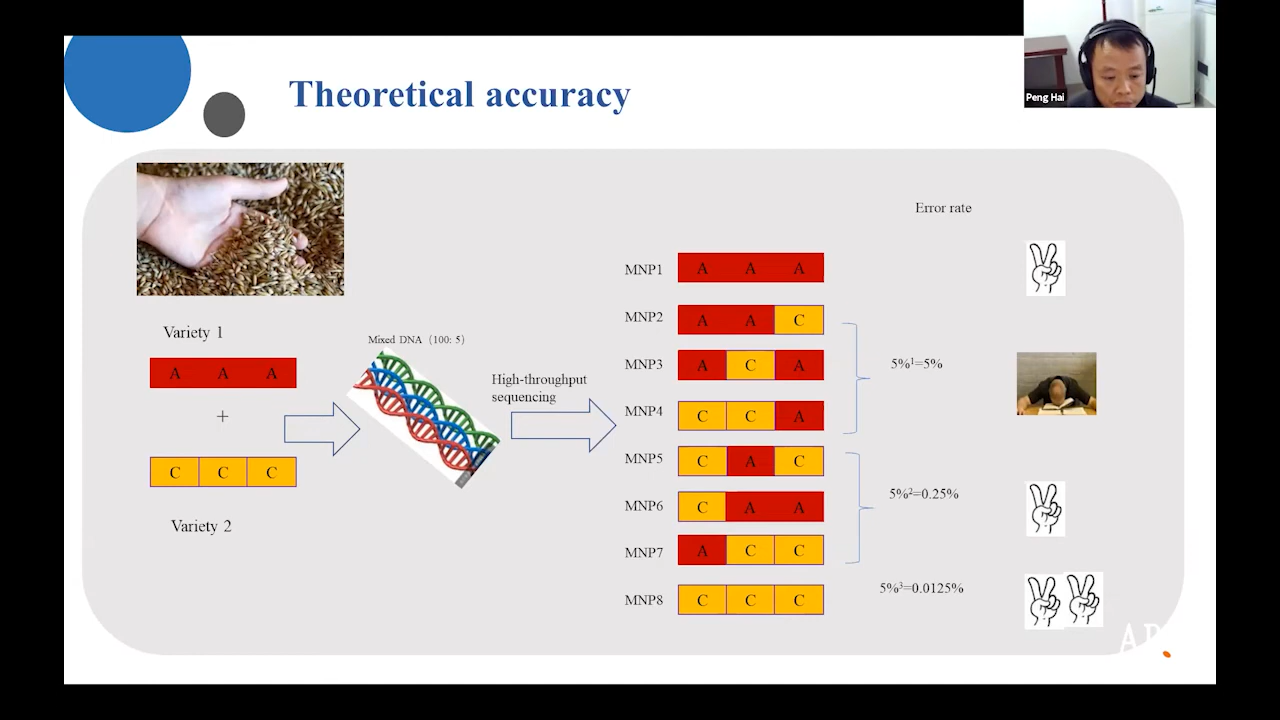 Peng Hai
Theoretical accuracy
Error rate
Variety 1
A A A
+
C C C
Variety 2
Mixed DNA (100: 5)
High-throughput
sequencing
MNP1 A A A
MNP2 A A C
MNP3 A C A
MNP4 C C A
MNP5 C A C
MNP6 C A A
MNP7 A C C
MNP8 C C C
5%¹=5%
5%²=0.25%
5%³=0.0125%